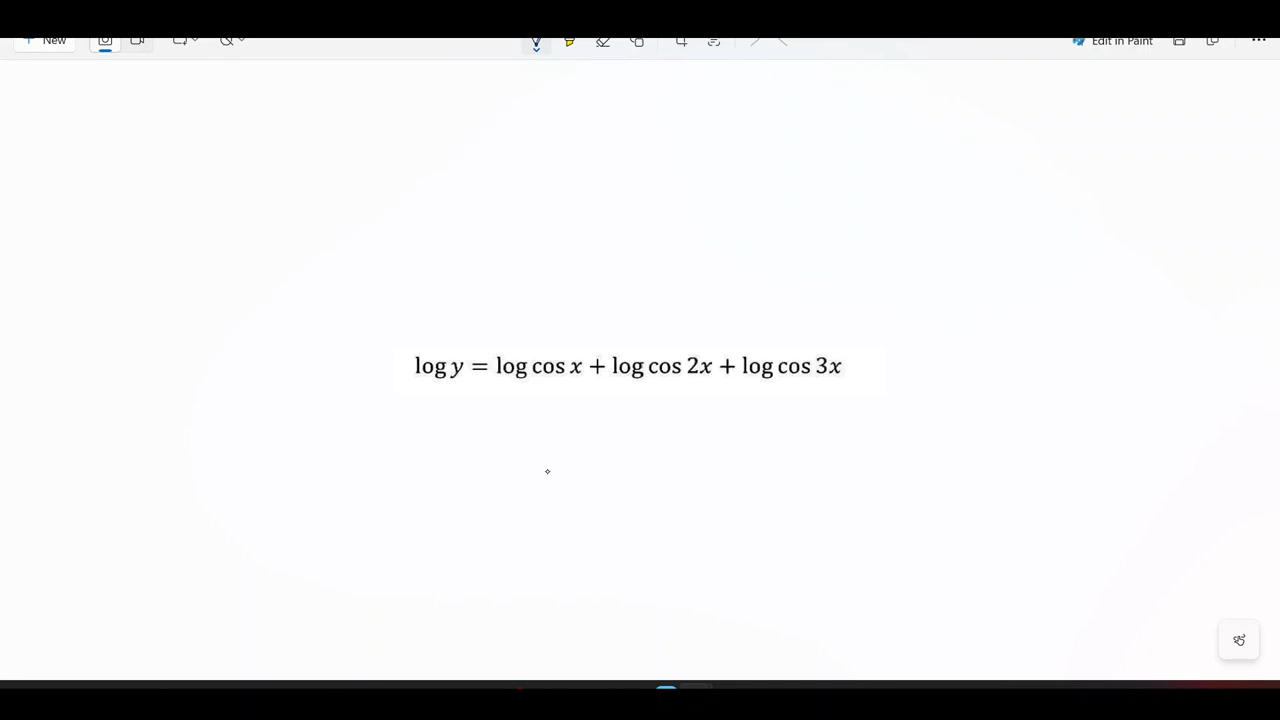 New
Edit in Paint
log y = log cos x + log cos 2x + log cos 3x